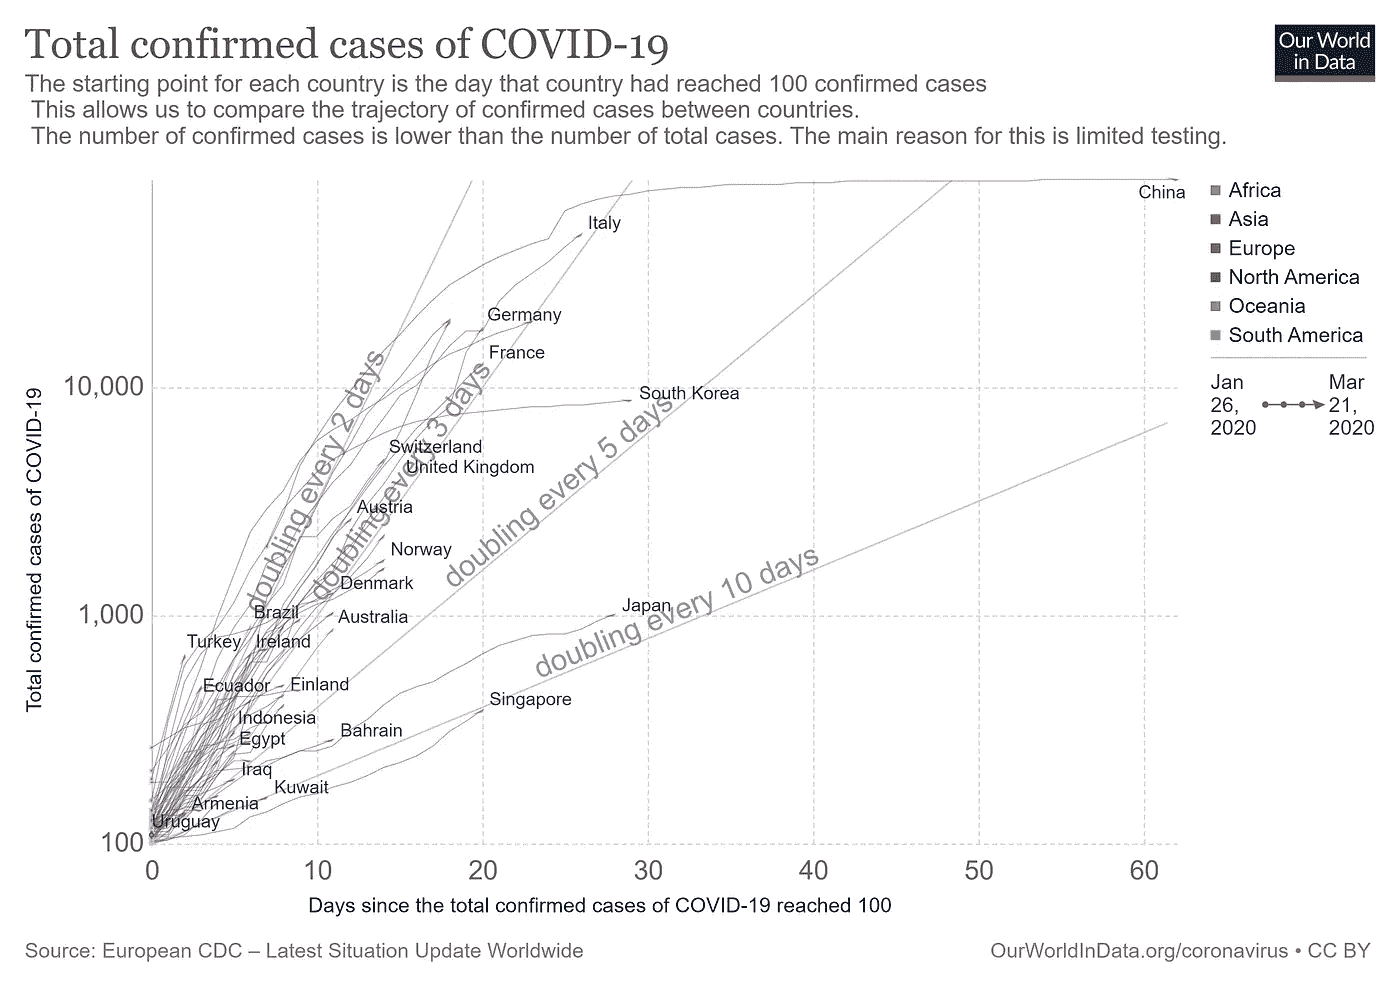 Total confirmed cases of COVID-19
Our World
in Data
The starting point for each country is the day that country had reached 100 confirmed cases
This allows us to compare the trajectory of confirmed cases between countries.
The number of confirmed cases is lower than the number of total cases. The main reason for this is limited testing.
China
Italy
Germany
France
South Korea
Switzerland
United Kingdom
Austria
Norway
Denmark
Brazil
Australia
Japan
Turkey
Ireland
Ecuador
Finland
Singapore
Indonesia
Bahrain
Egypt
Iraq
Kuwait
Armenia
Uruguay
doubling every 2 days
doubling every 3 days
doubling every 5 days
doubling every 10 days
Africa
Asia
Europe
North America
Oceania
South America
Jan
26,
2020
Mar
21,
2020
Total confirmed cases of COVID-19
10,000
1,000
100
0
10
20
30
40
50
60
Days since the total confirmed cases of COVID-19 reached 100
Source: European CDC – Latest Situation Update Worldwide
OurWorldInData.org/coronavirus • CC BY